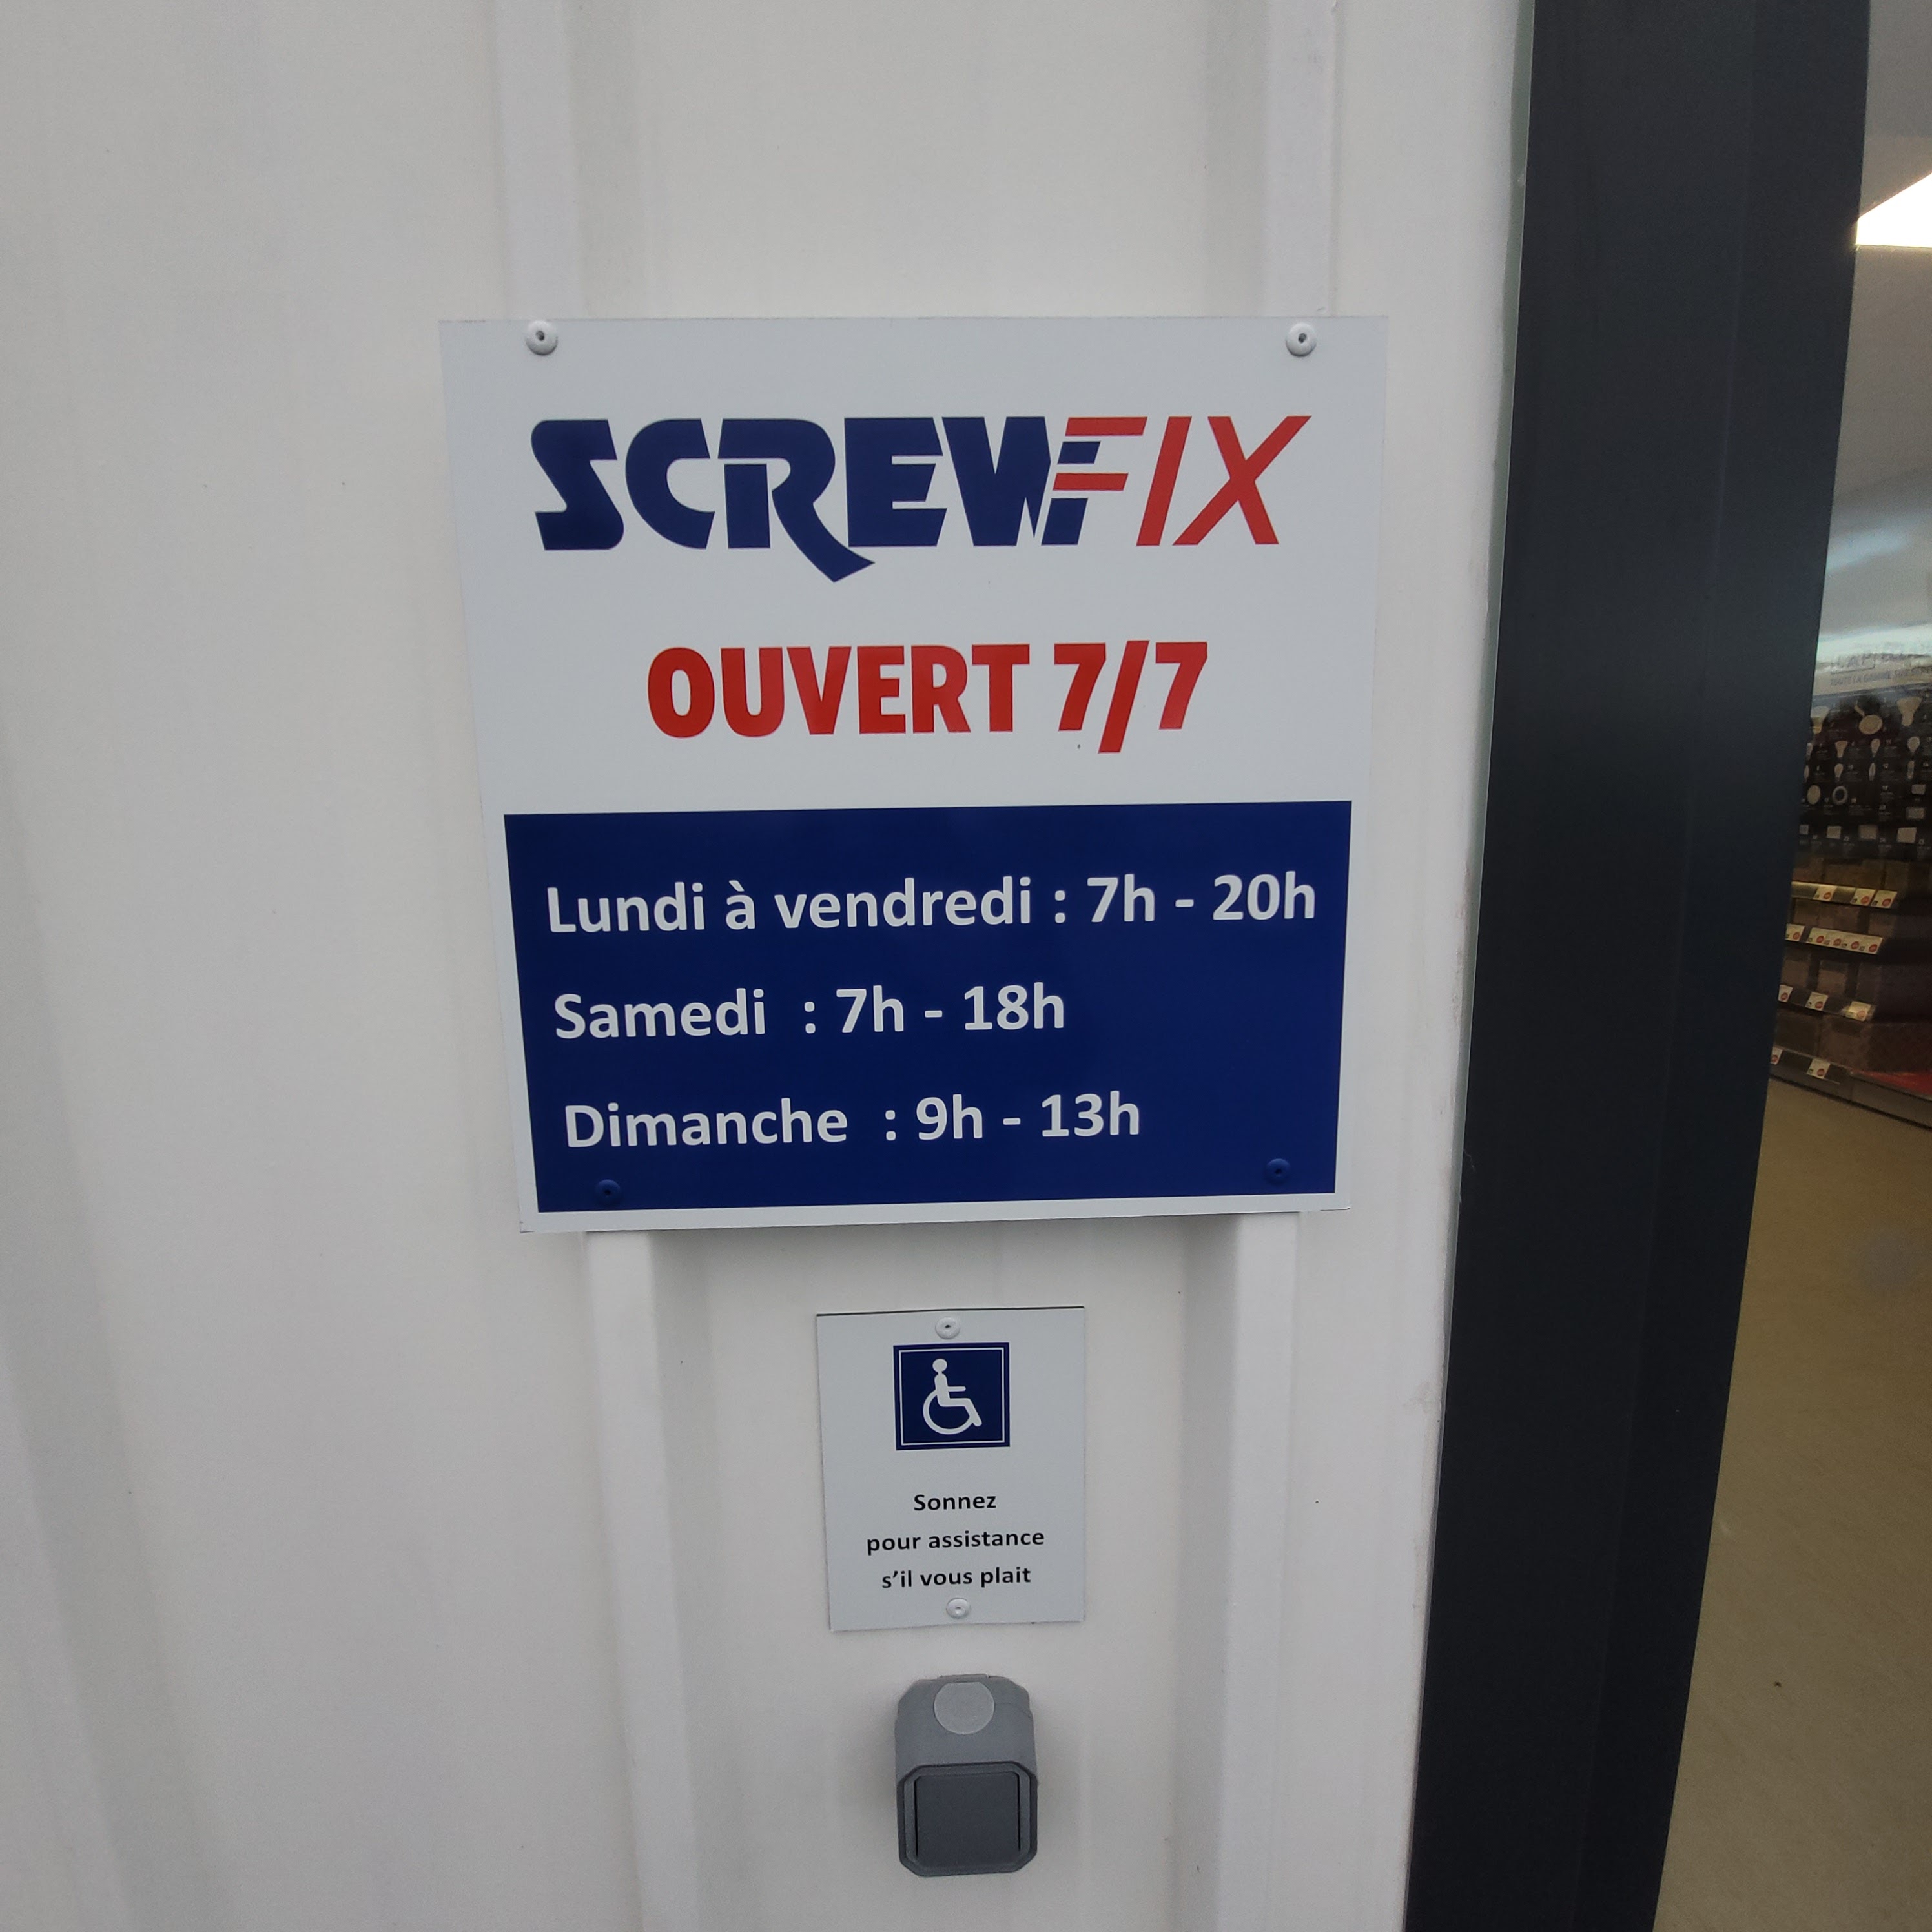 SCREWFIX
OUVERT 7/7
Lundi à vendredi : 7h - 20h
Samedi : 7h - 18h
Dimanche : 9h - 13h
Sonnez
pour assistance
s'il vous plait